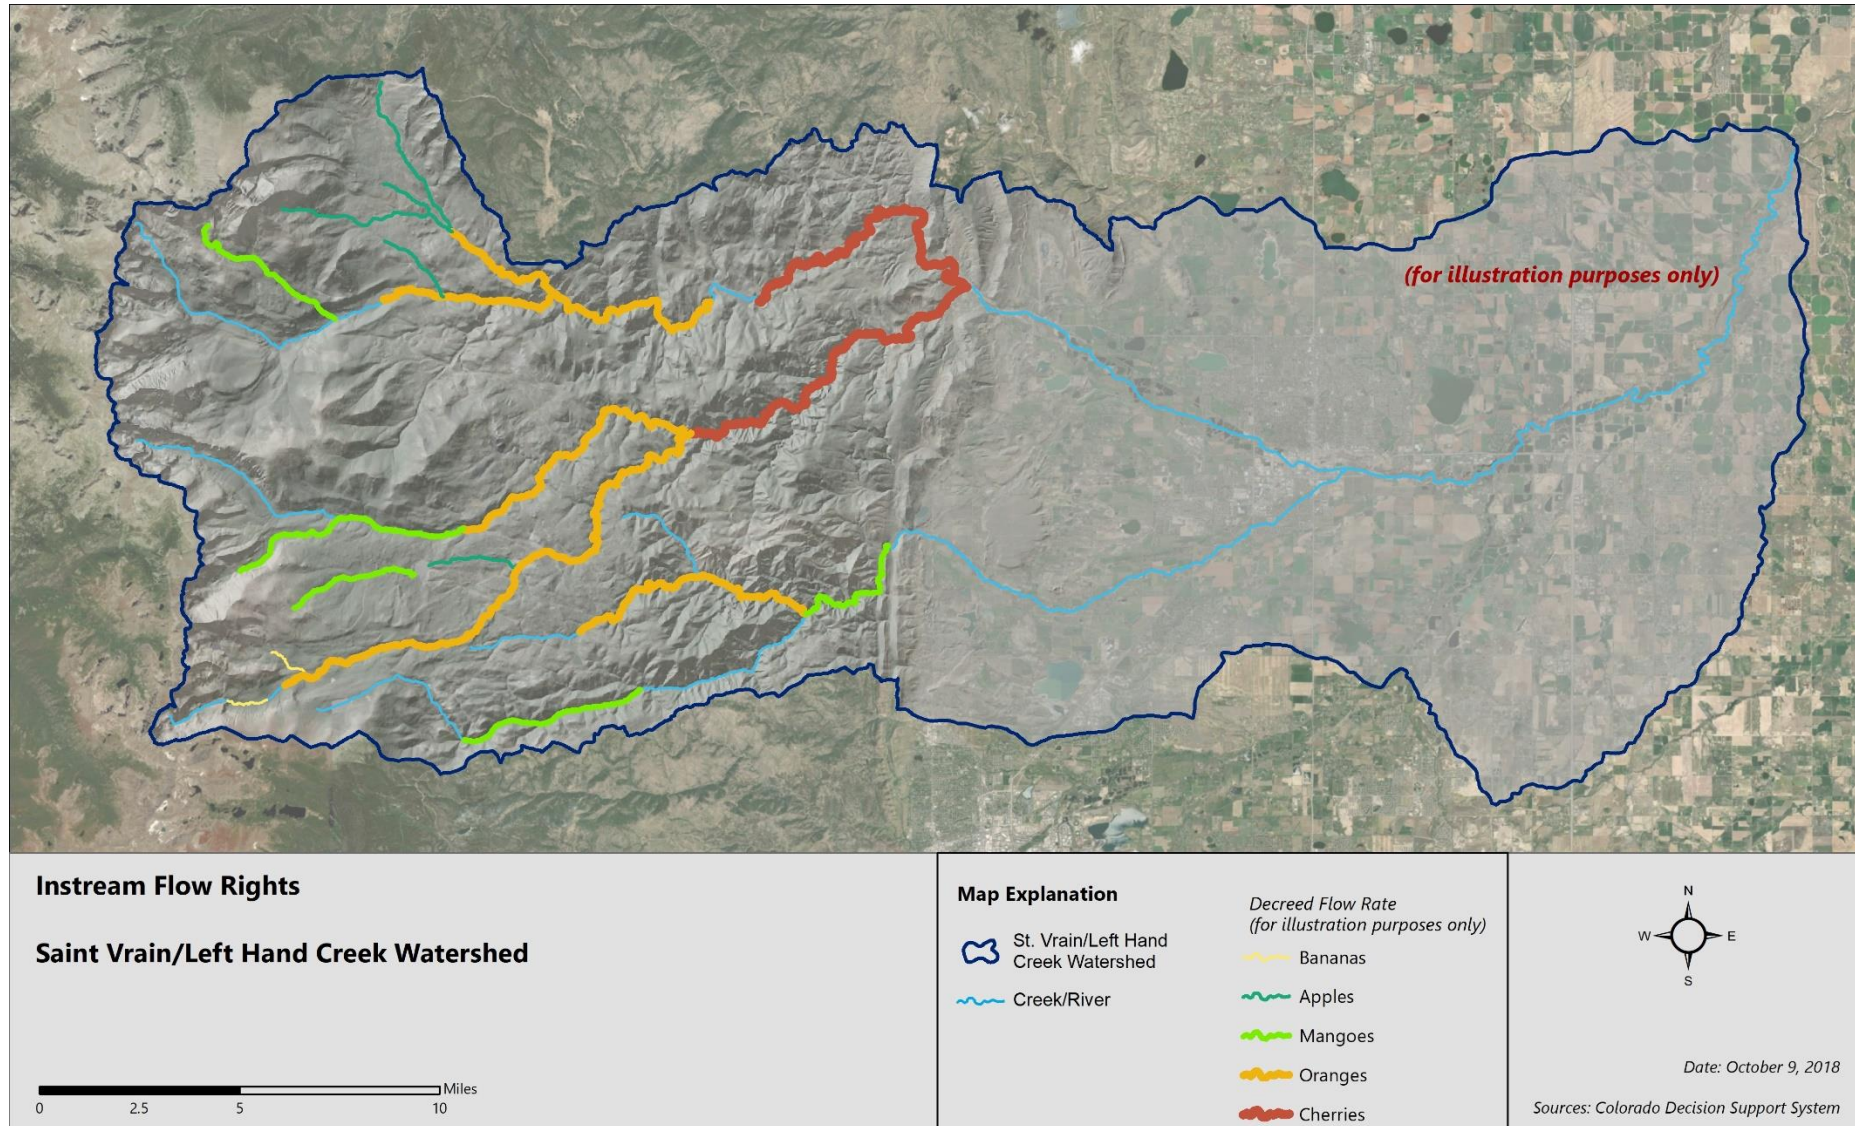 (for illustration purposes only)
Instream Flow Rights
Saint Vrain/Left Hand Creek Watershed
Miles
0 2.5 5 10
Map Explanation
St. Vrain/Left Hand
Creek Watershed
Creek/River
Decreed Flow Rate
(for illustration purposes only)
Bananas
Apples
Mangoes
Oranges
Cherries
N
W E
S
Date: October 9, 2018
Sources: Colorado Decision Support System